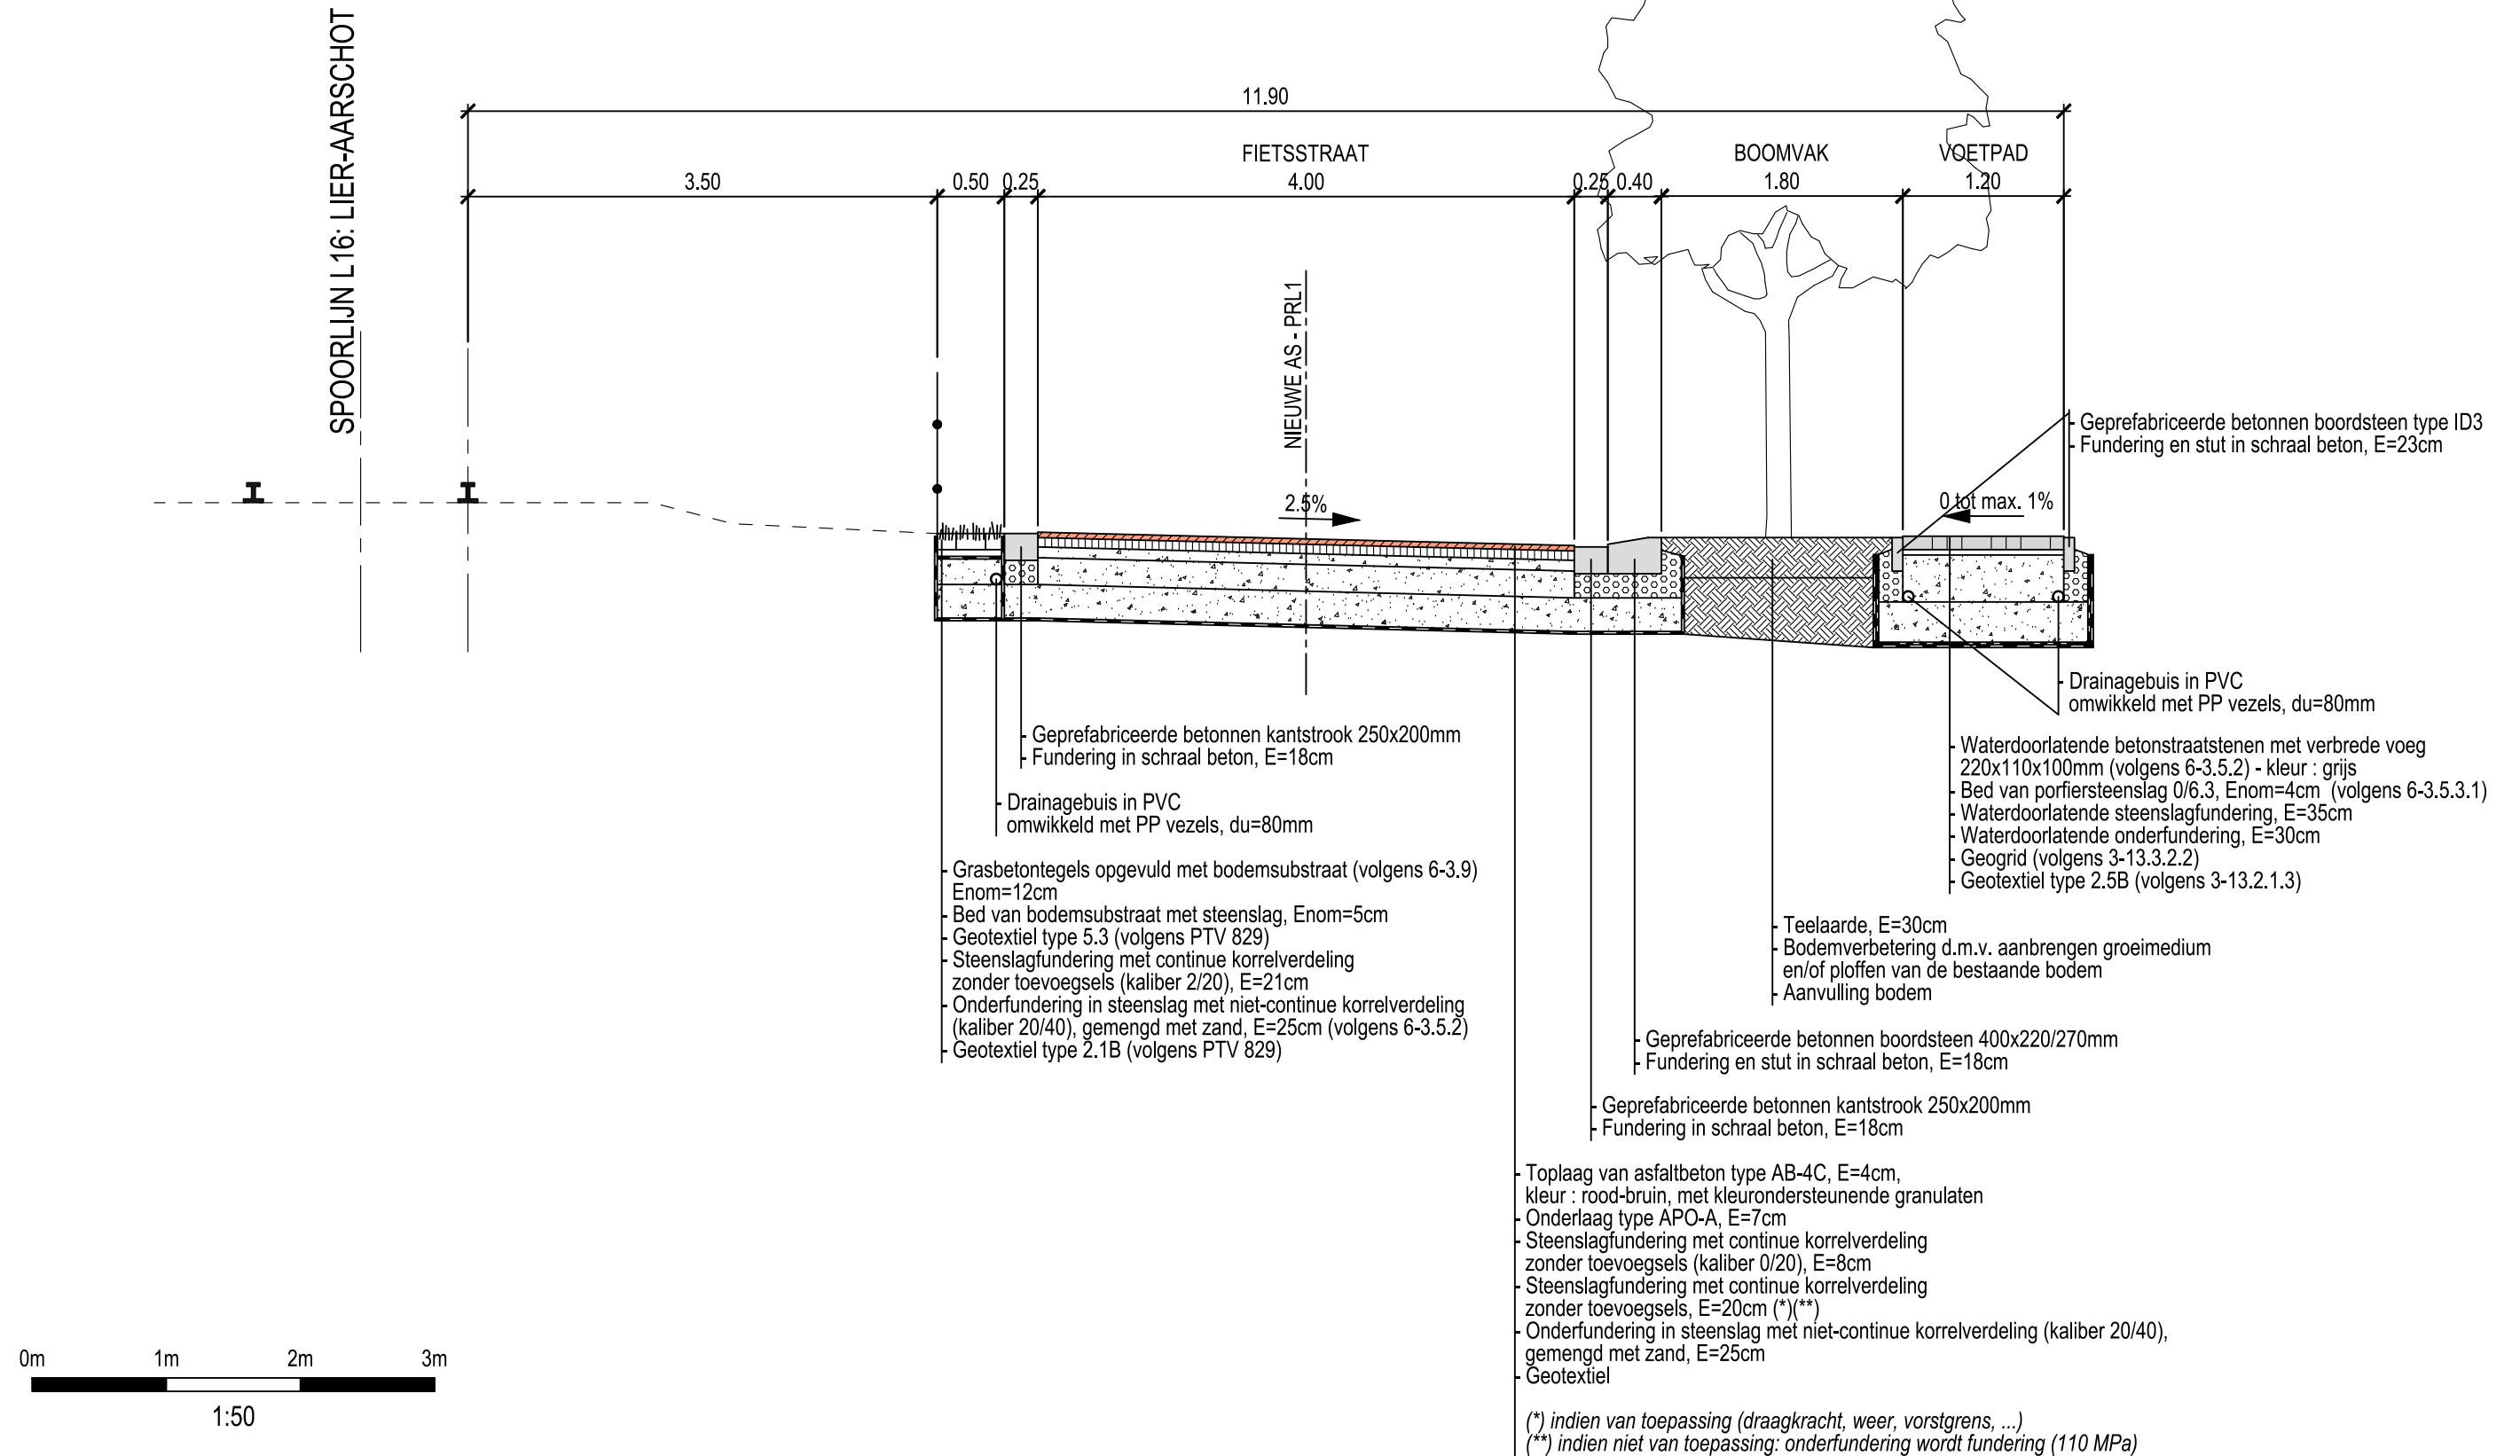 SPOORLIJN L16: LIER-AARSCHOT
11.90
FIETSSTRAAT
BOOMVAK
VOETPAD
3.50
0.50
0.25
4.00
0.25
0.40
1.80
1.20
NIEUWE AS - PRL1
2.5%
0 tot max. 1%
Geprefabriceerde betonnen boordsteen type ID3
Fundering en stut in schraal beton, E=23cm
Drainagebuis in PVC
omwikkeld met PP vezels, du=80mm
Geprefabriceerde betonnen kantstrook 250x200mm
Fundering in schraal beton, E=18cm
Drainagebuis in PVC
omwikkeld met PP vezels, du=80mm
Waterdoorlatende betonstraatstenen met verbrede voeg
220x110x100mm (volgens 6-3.5.2) - kleur : grijs
Bed van porfiersteenslag 0/6.3, Enom=4cm (volgens 6-3.5.3.1)
Waterdoorlatende steenslagfundering, E=35cm
Waterdoorlatende onderfundering, E=30cm
Geogrid (volgens 3-13.3.2.2)
Geotextiel type 2.5B (volgens 3-13.2.1.3)
Grasbetontegels opgevuld met bodemsubstraat (volgens 6-3.9)
Enom=12cm
Bed van bodemsubstraat met steenslag, Enom=5cm
Geotextiel type 5.3 (volgens PTV 829)
Steenslagfundering met continue korrelverdeling
zonder toevoegsels (kaliber 2/20), E=21cm
Onderfundering in steenslag met niet-continue korrelverdeling
(kaliber 20/40), gemengd met zand, E=25cm (volgens 6-3.5.2)
Geotextiel type 2.1B (volgens PTV 829)
Teelaarde, E=30cm
Bodemverbetering d.m.v. aanbrengen groeimedium
en/of ploffen van de bestaande bodem
Aanvulling bodem
Geprefabriceerde betonnen boordsteen 400x220/270mm
Fundering en stut in schraal beton, E=18cm
Geprefabriceerde betonnen kantstrook 250x200mm
Fundering in schraal beton, E=18cm
Toplaag van asfaltbeton type AB-4C, E=4cm,
kleur : rood-bruin, met kleurondersteunende granulaten
Onderlaag type APO-A, E=7cm
Steenslagfundering met continue korrelverdeling
zonder toevoegsels (kaliber 0/20), E=8cm
Steenslagfundering met continue korrelverdeling
zonder toevoegsels, E=20cm (*)(**)
Onderfundering in steenslag met niet-continue korrelverdeling (kaliber 20/40),
gemengd met zand, E=25cm
Geotextiel
(*) indien van toepassing (draagkracht, weer, vorstgrens, ...)
(**) indien niet van toepassing: onderfundering wordt fundering (110 MPa)
0m 1m 2m 3m
1:50